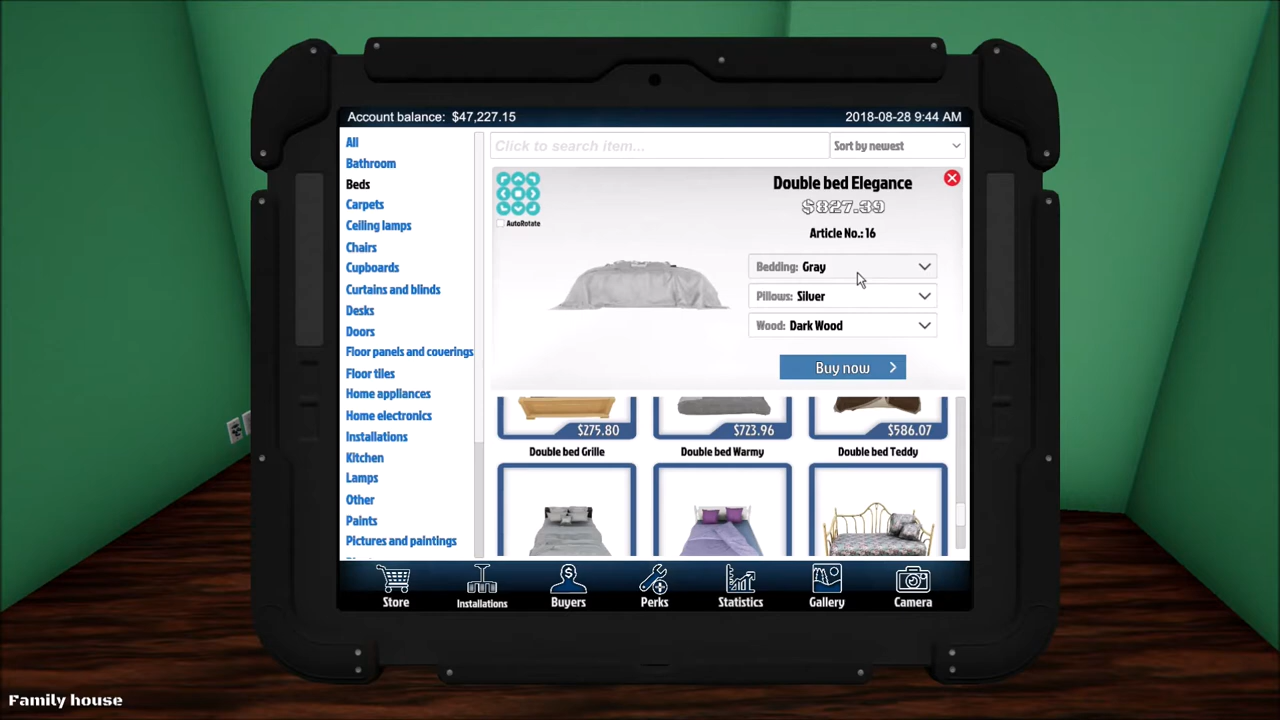 Account balance: $47,227.15
2018-08-28 9:44 AM
All
Bathroom
Beds
Carpets
Ceiling lamps
Chairs
Cupboards
Curtains and blinds
Desks
Doors
Floor panels and coverings
Floor tiles
Home appliances
Home electronics
Installations
Kitchen
Lamps
Other
Paints
Pictures and paintings
Click to search item...
Sort by newest
AutoRotate
Double bed Elegance
$827.39
Article No.: 16
Bedding: Gray
Pillows: Silver
Wood: Dark Wood
Buy now
$275.80
$723.96
$586.07
Double bed Grille
Double bed Warmy
Double bed Teddy
Store
Installations
Buyers
Perks
Statistics
Gallery
Camera
Family house